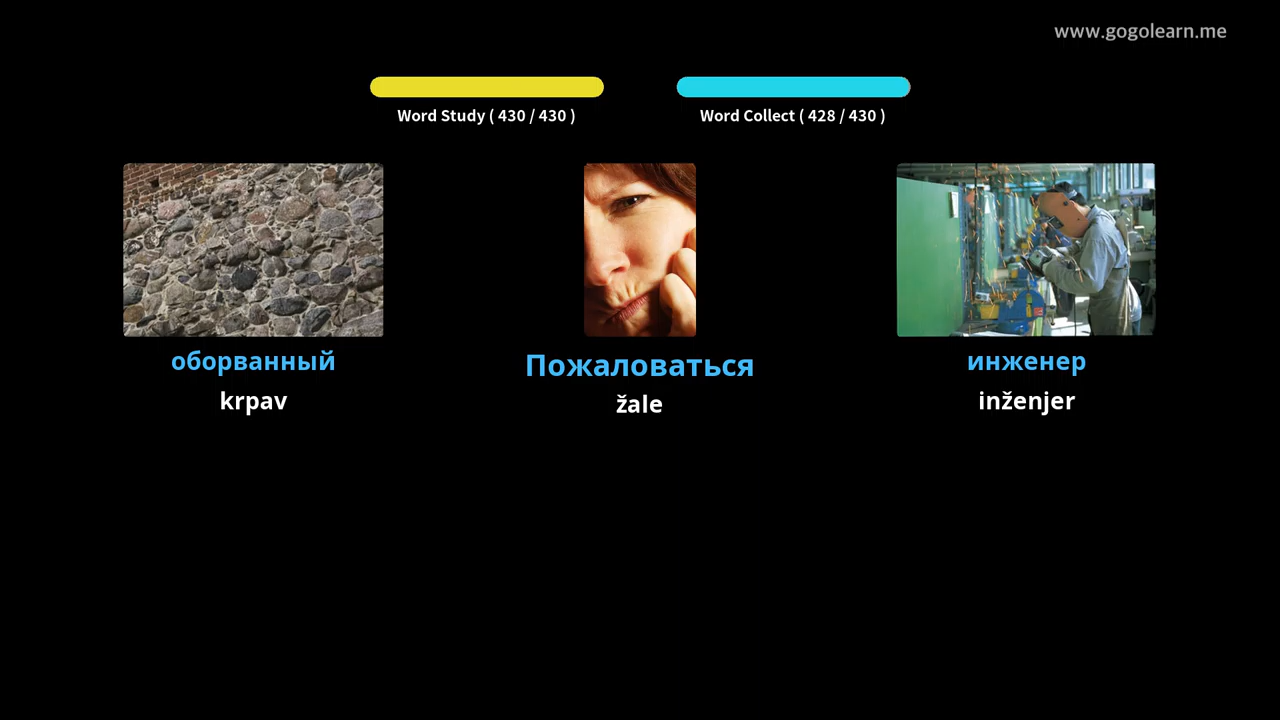 www.gogolearn.me
Word Study ( 430 / 430 )
Word Collect ( 428 / 430 )
оборванный
krpav
Пожаловаться
žale
инженер
inženjer